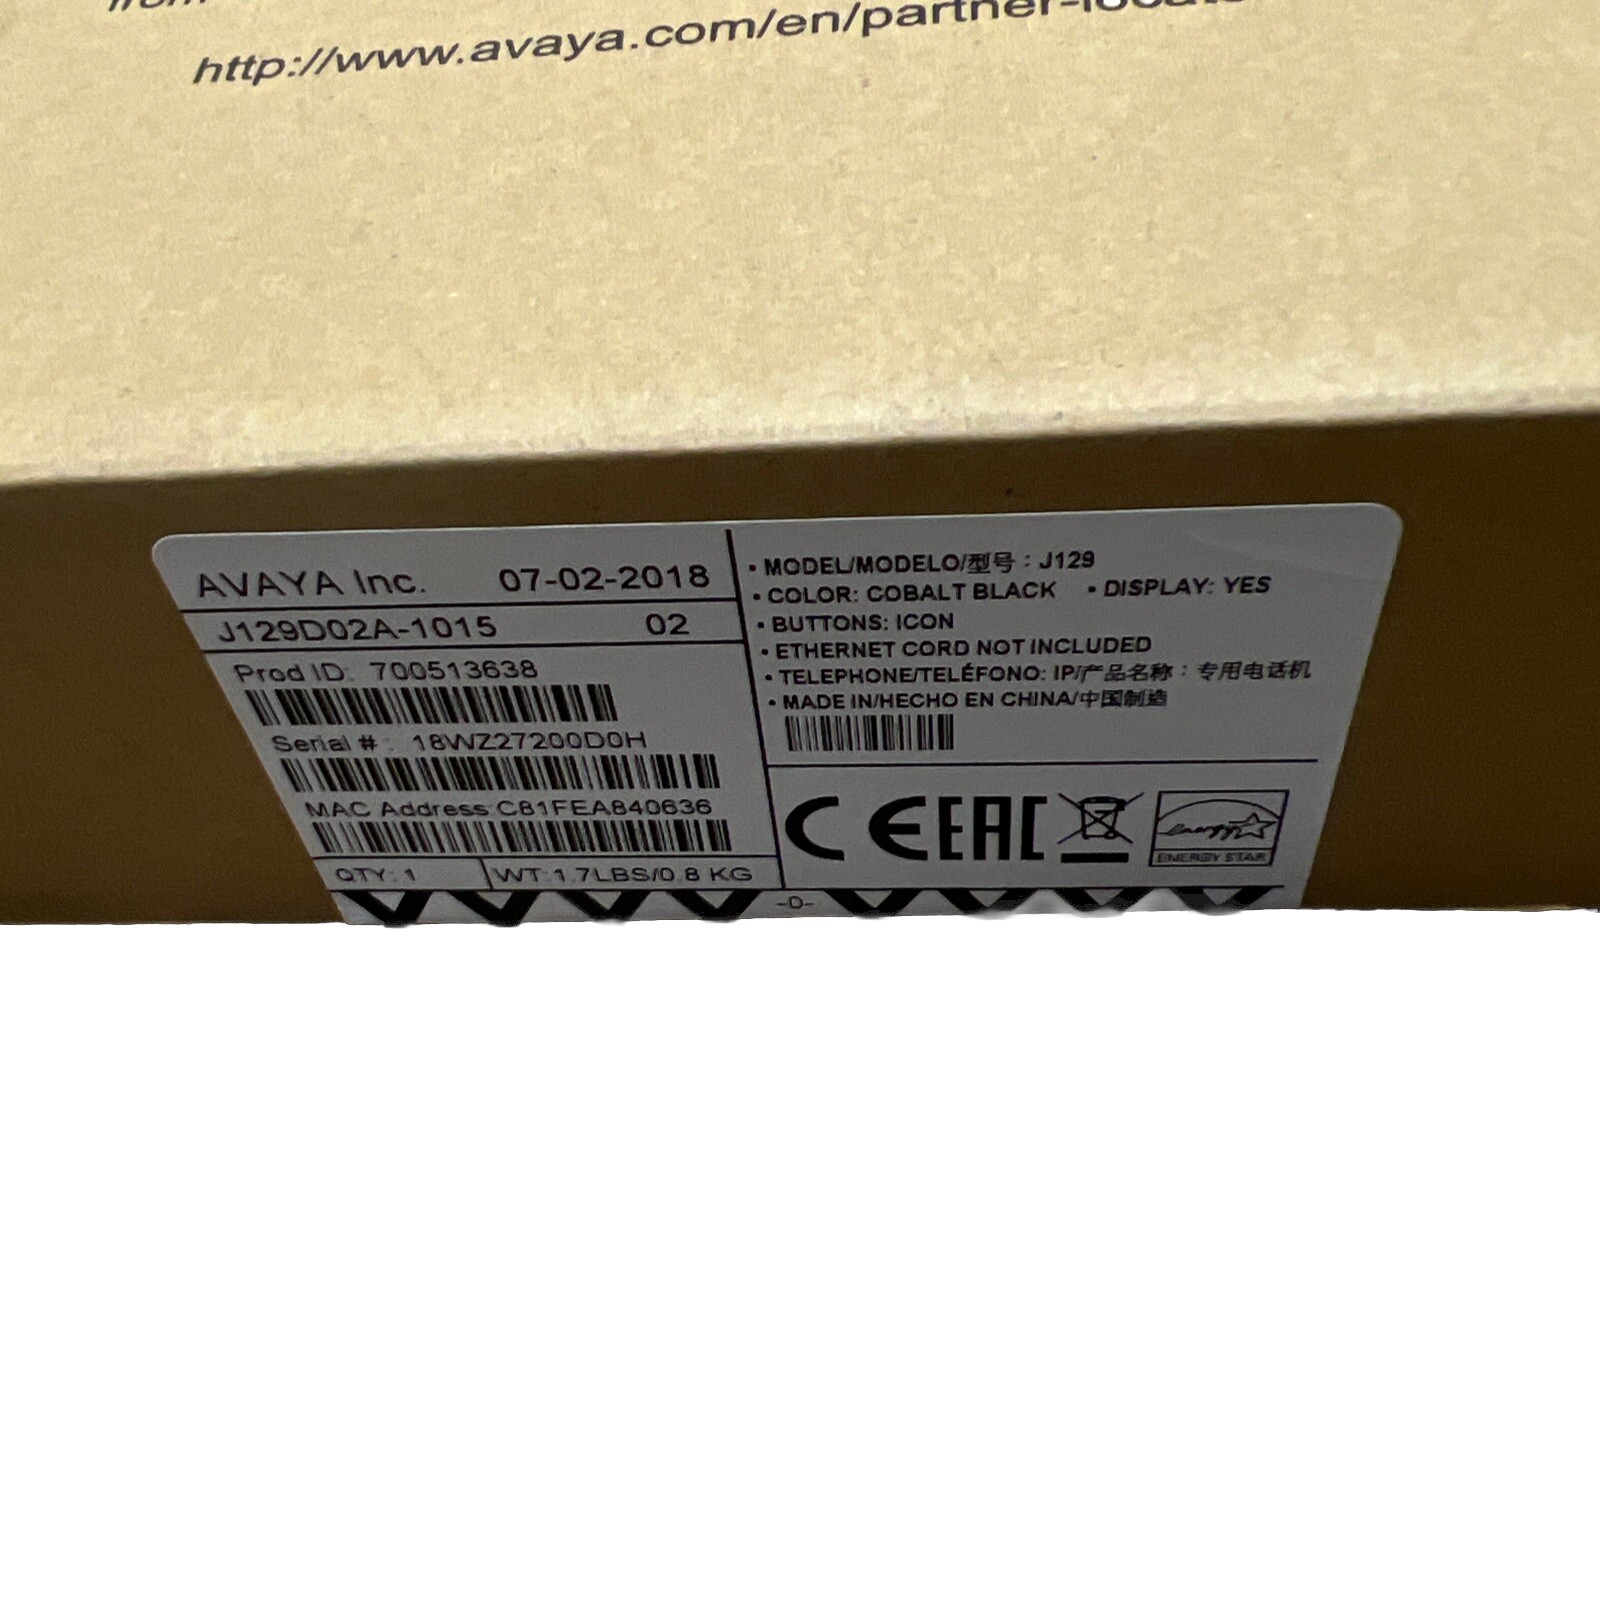 http://www.avaya.com/en/partner-locato
AVAYA Inc. 07-02-2018
J129D02A-1015 02
Prod ID: 700513638
Serial # : 18WZ27200D0H
MAC Address:C81FEA840636
QTY: 1 WT:1.7LBS/0.8 KG
• MODEL/MODELO/型号：J129
• COLOR: COBALT BLACK • DISPLAY: YES
• BUTTONS: ICON
• ETHERNET CORD NOT INCLUDED
• TELEPHONE/TELÉFONO: IP/产品名称：专用电话机
• MADE IN/HECHO EN CHINA/中国制造
CE EAC energy
ENERGY STAR
-0-